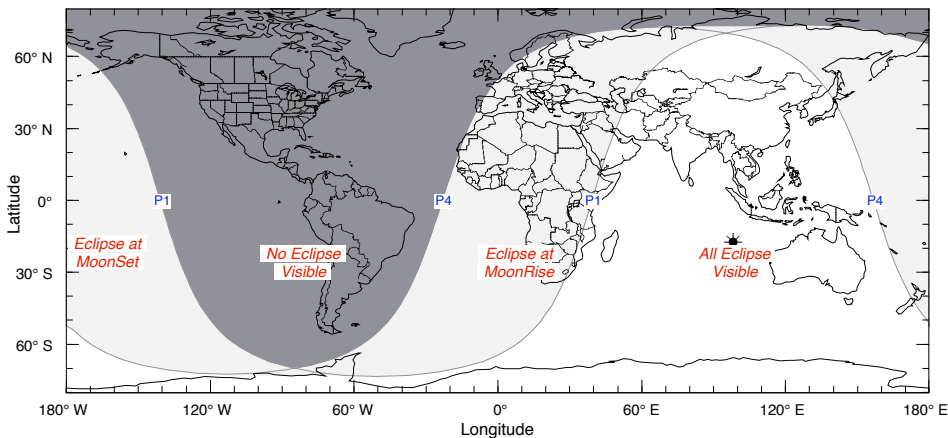 60° N
30° N
0°
30° S
60° S
Latitude
P1
P4
P1
P4
Eclipse at
MoonSet
No Eclipse
Visible
Eclipse at
MoonRise
All Eclipse
Visible
180° W
120° W
60° W
0°
60° E
120° E
180° E
Longitude